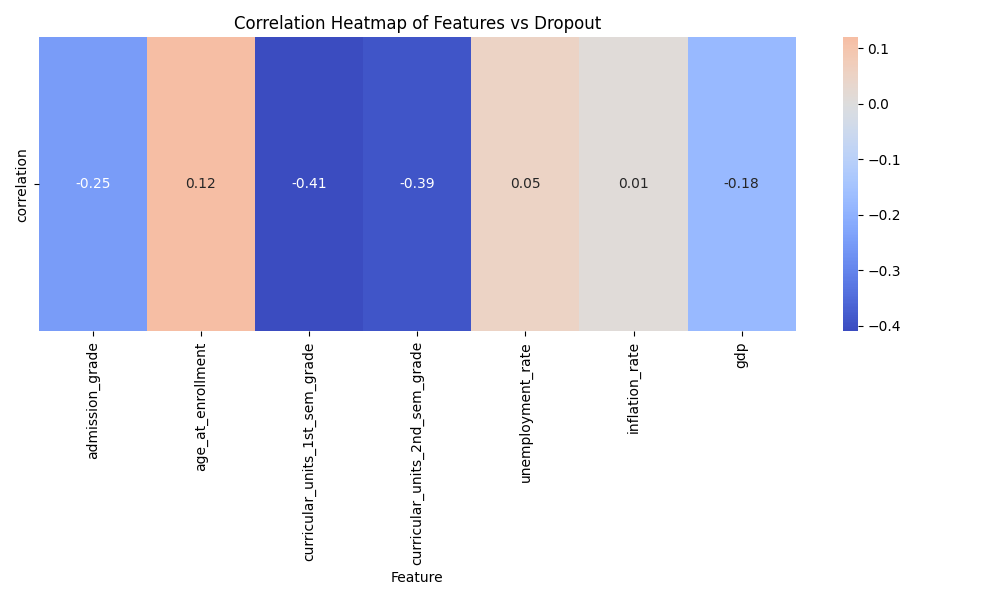 Correlation Heatmap of Features vs Dropout
correlation
-0.25
0.12
-0.41
-0.39
0.05
0.01
-0.18
0.1
0.0
−0.1
−0.2
−0.3
−0.4
admission_grade
age_at_enrollment
curricular_units_1st_sem_grade
curricular_units_2nd_sem_grade
unemployment_rate
inflation_rate
gdp
Feature